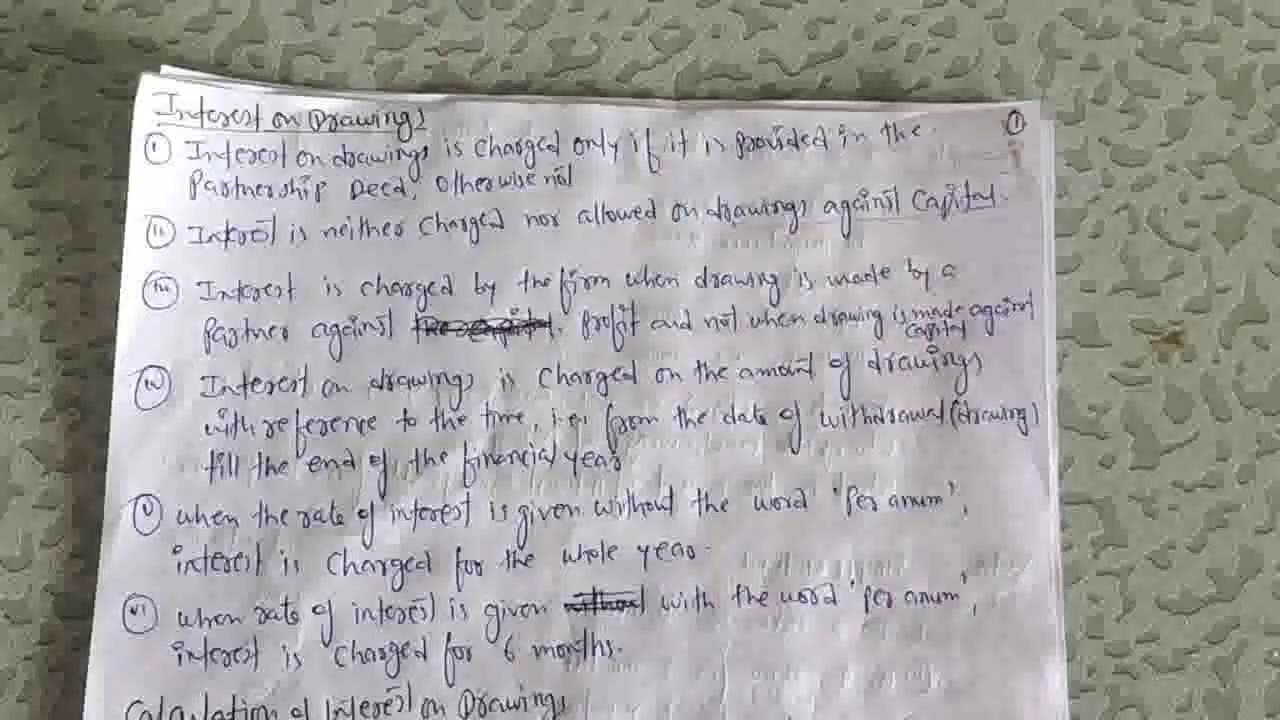 Interest on Drawings
①
① Interest on drawings is charged only if it is provided in the
Partnership Deed, otherwise not
(ii) Interest is neither charged nor allowed on drawings against Capital.
(iii) Interest is charged by the firm when drawing is made by a
Partner against Profit and not when drawing is made against
capital
(iv) Interest on drawings is charged on the amount of drawings
with reference to the time, i.e. from the date of withdrawal (drawing)
till the end of the financial year
(v) when the rate of interest is given without the word 'Per anum',
interest is charged for the whole year.
(vi) when rate of interest is given with the word 'Per anum',
interest is charged for 6 months.
Calculation of Interest on Drawings